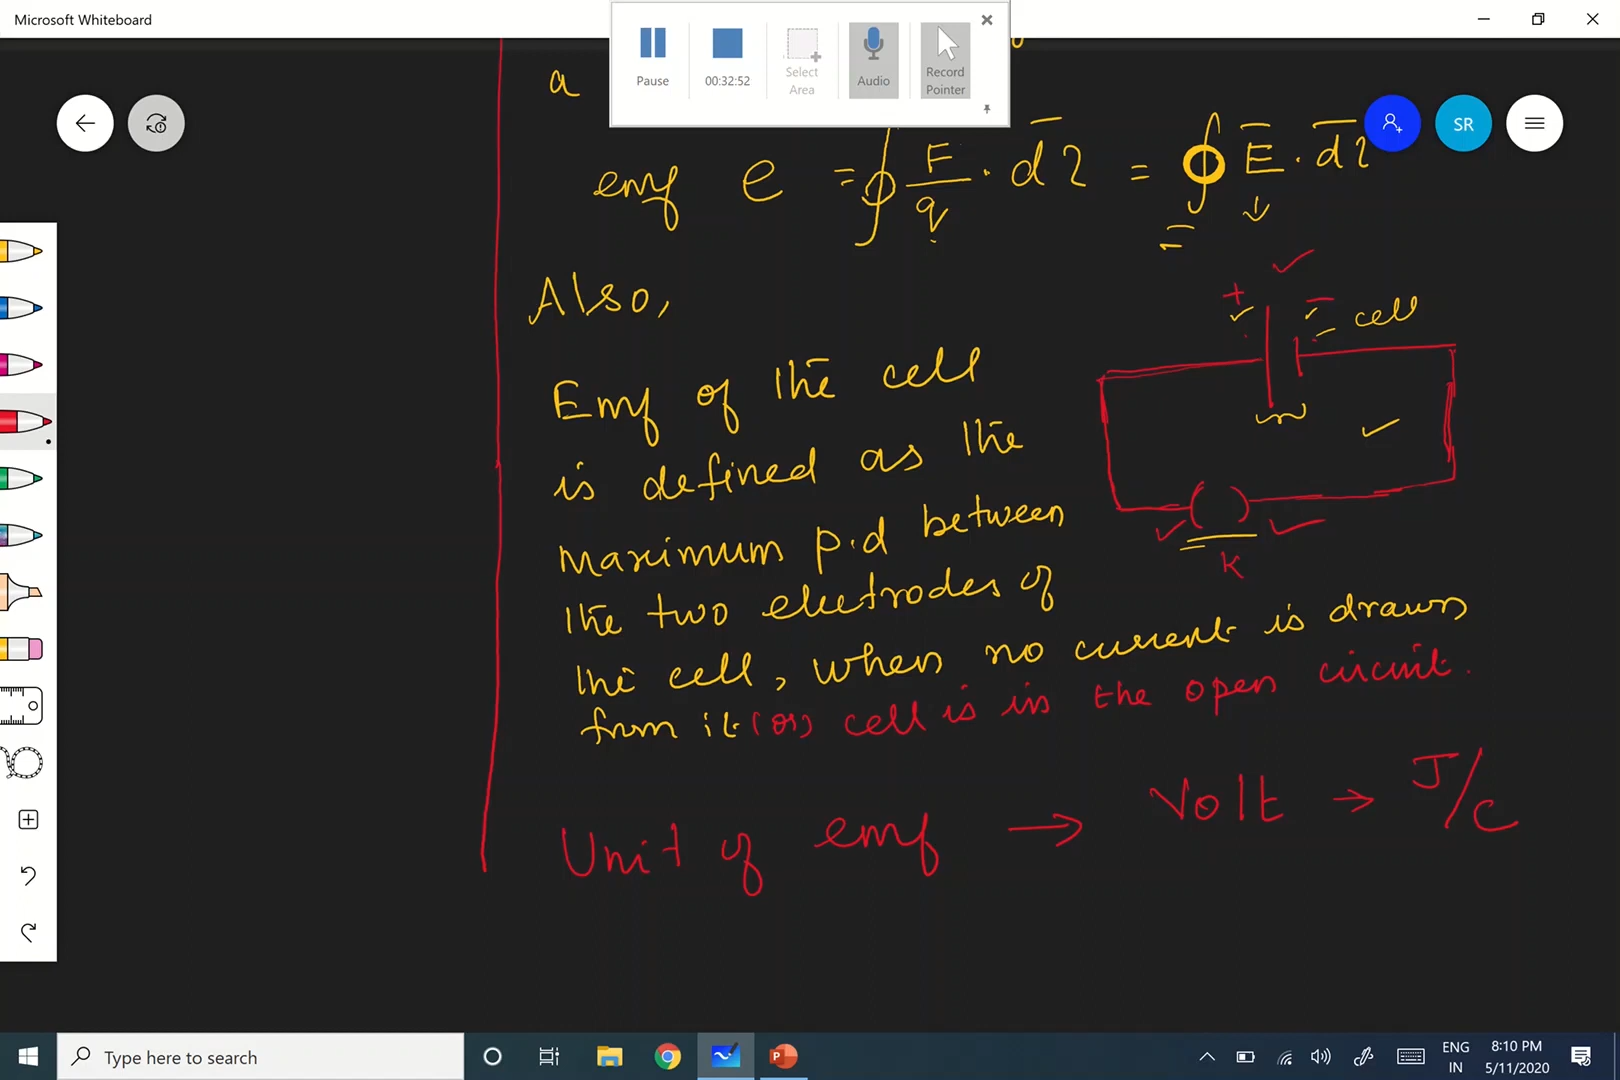 Microsoft Whiteboard
Pause
00:32:52
Select Area
Audio
Record Pointer
a
SR
emf e = ∮ F/q · dl = ∮ E · dl
Also,
+ - cell
Emf of the cell
is defined as the
maximum p.d between
the two electrodes of
K
the cell, when no current is drawn
from it (or) cell is in the open circuit.
Unit of emf → Volt → J/C
Type here to search
ENG
IN
8:10 PM
5/11/2020